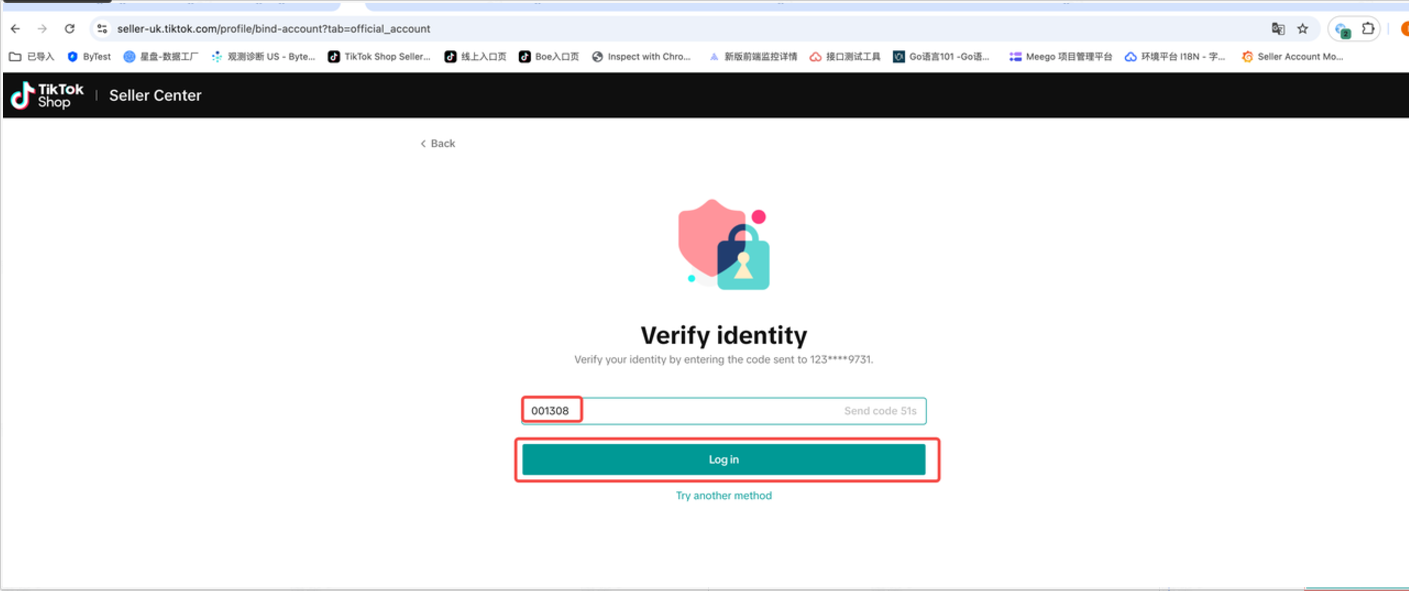 seller-uk.tiktok.com/profile/bind-account?tab=official_account
已导入 ByTest 星盘-数据工厂 观测诊断 US - Byte... TikTok Shop Seller... 线上入口页 Boe入口页 Inspect with Chro... 新版前端监控详情 接口测试工具 Go语言101 -Go语... Meego 项目管理平台 环境平台 I18N - 字... Seller Account Mo...
TikTok
Shop | Seller Center
< Back
Verify identity
Verify your identity by entering the code sent to 123****9731.
001308 Send code 51s
Log in
Try another method